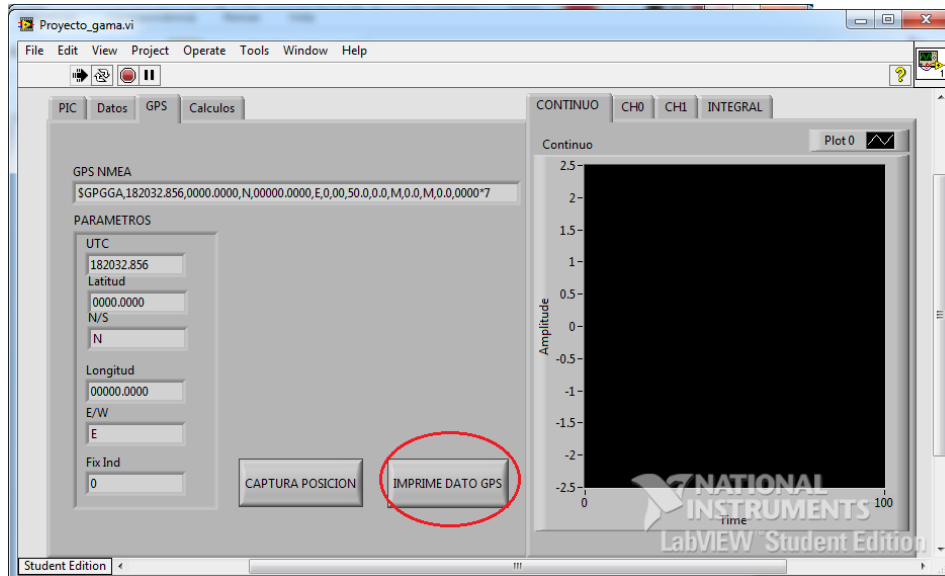 Proyecto_gama.vi
File Edit View Project Operate Tools Window Help
1
PIC Datos GPS Calculos
GPS NMEA
$GPGGA,182032.856,0000.0000,N,00000.0000,E,0,00,50.0,0.0,M,0.0,M,0.0,0000*7
PARAMETROS
UTC
182032.856
Latitud
0000.0000
N/S
N
Longitud
00000.0000
E/W
E
Fix Ind
0
CAPTURA POSICION
IMPRIME DATO GPS
CONTINUO CH0 CH1 INTEGRAL
Continuo
Plot 0
2.5
2
1.5
1
0.5
0
-0.5
-1
-1.5
-2
-2.5
Amplitude
0 100
Time
NATIONAL
INSTRUMENTS
LabVIEW™ Student Edition
Student Edition